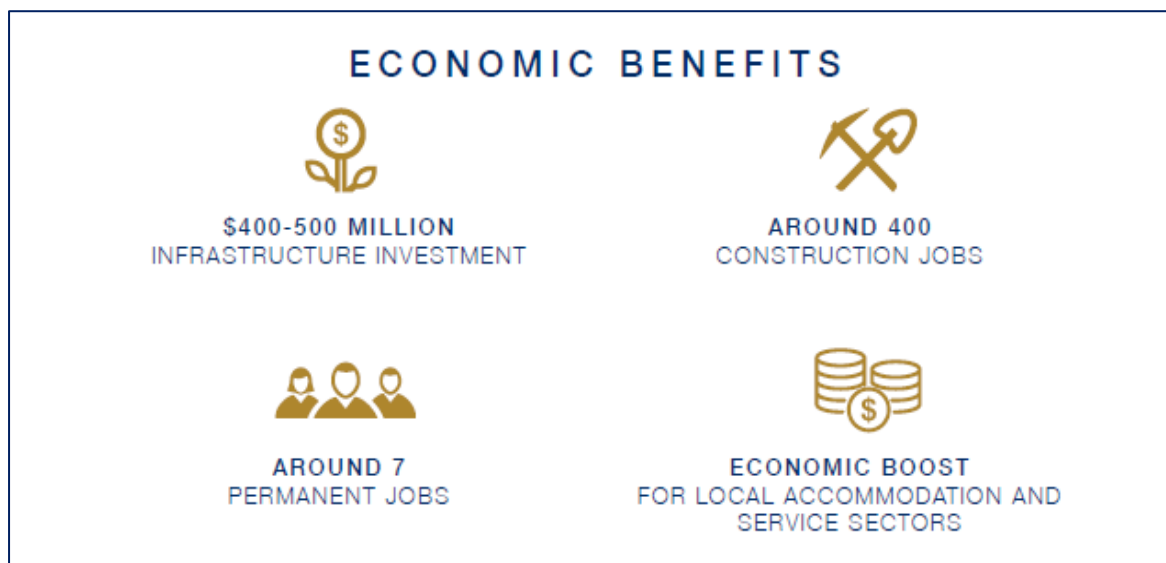 ECONOMIC BENEFITS
$
$400-500 MILLION
INFRASTRUCTURE INVESTMENT
AROUND 400
CONSTRUCTION JOBS
AROUND 7
PERMANENT JOBS
$
ECONOMIC BOOST
FOR LOCAL ACCOMMODATION AND
SERVICE SECTORS